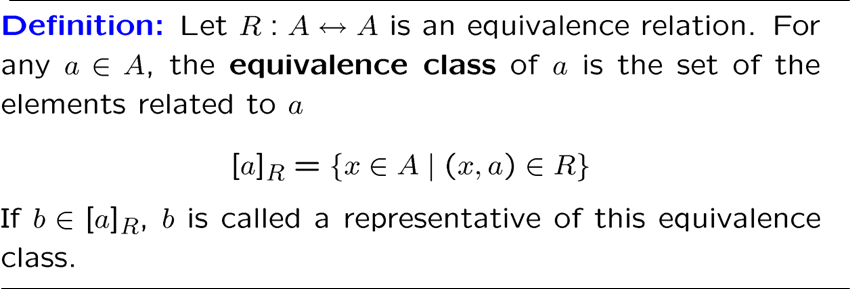 Definition: Let R : A ↔ A is an equivalence relation. For
any a ∈ A, the equivalence class of a is the set of the
elements related to a
[a]_R = {x ∈ A | (x, a) ∈ R}
If b ∈ [a]_R, b is called a representative of this equivalence
class.